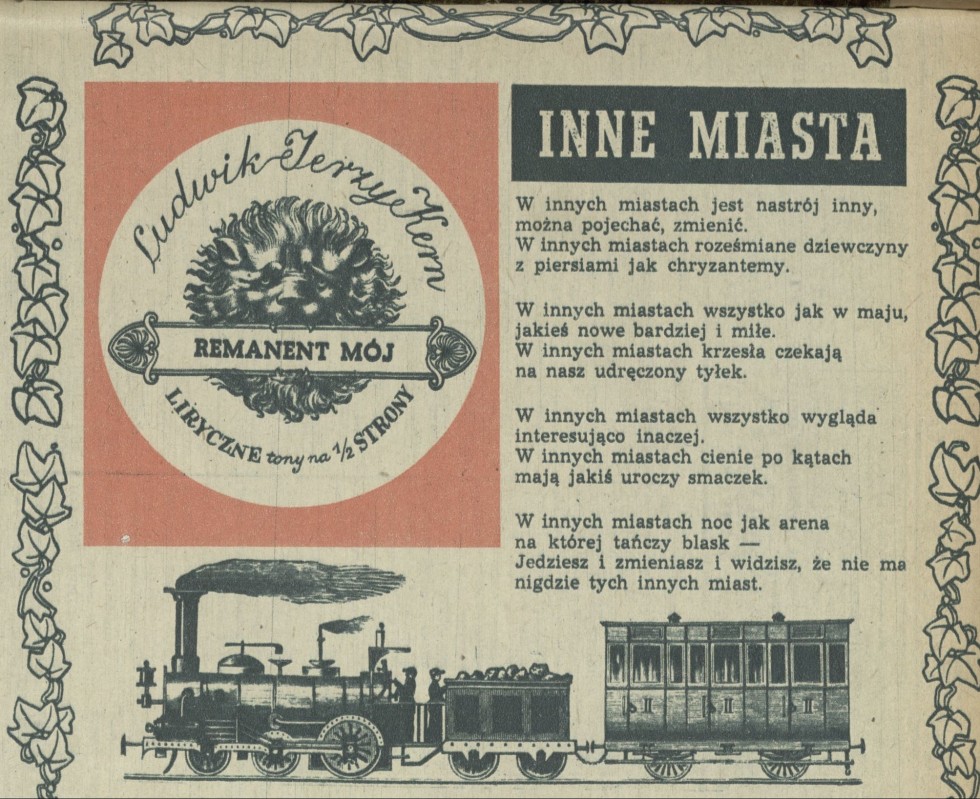 Ludwik Jerzy Kern
REMANENT MÓJ
LIRYCZNE tony na 1/2 STRONY
INNE MIASTA
W innych miastach jest nastrój inny,
można pojechać, zmienić.
W innych miastach roześmiane dziewczyny
z piersiami jak chryzantemy.
W innych miastach wszystko jak w maju,
jakieś nowe bardziej i miłe.
W innych miastach krzesła czekają
na nasz udręczony tyłek.
W innych miastach wszystko wygląda
interesująco inaczej.
W innych miastach cienie po kątach
mają jakiś uroczy smaczek.
W innych miastach noc jak arena
na której tańczy blask —
Jedziesz i zmieniasz i widzisz, że nie ma
nigdzie tych innych miast.
II II II